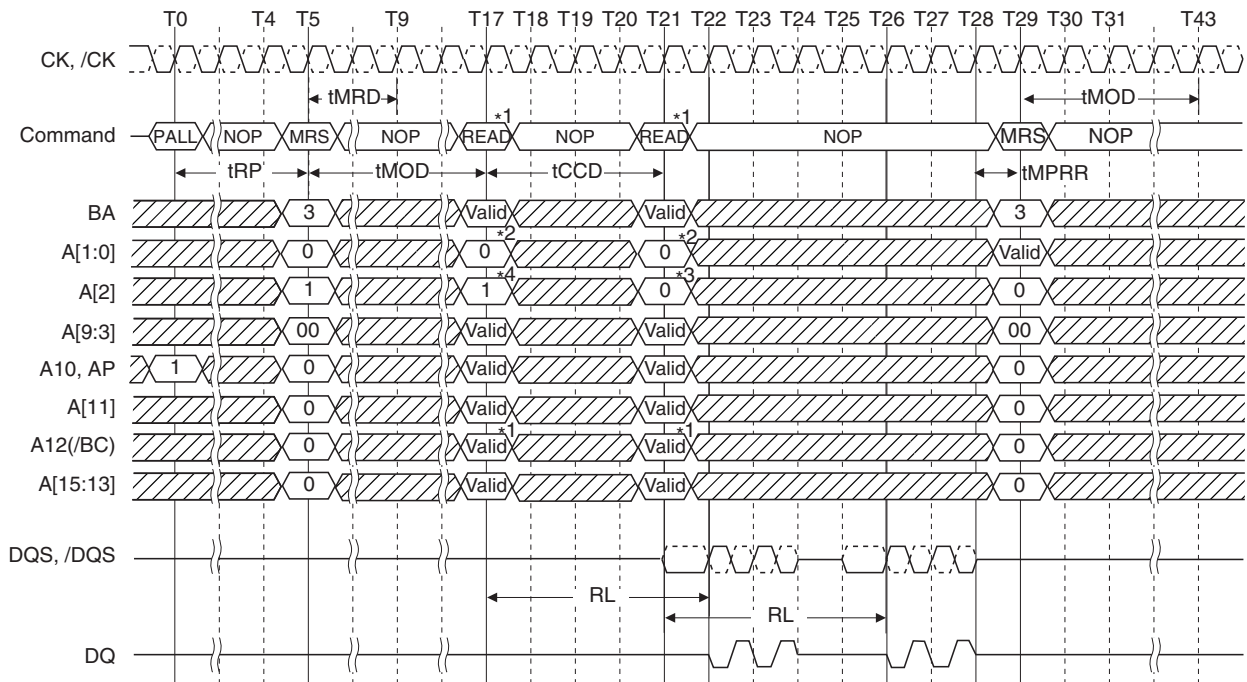 T0 T4 T5 T9 T17 T18 T19 T20 T21 T22 T23 T24 T25 T26 T27 T28 T29 T30 T31 T43
CK, /CK
tMRD tMOD
*1 *1
Command PALL NOP MRS NOP READ NOP READ NOP MRS NOP
tRP tMOD tCCD tMPRR
BA 3 Valid Valid 3
*2 *2
A[1:0] 0 0 0 Valid
*4 *3
A[2] 1 1 0 0
A[9:3] 00 Valid Valid 00
A10, AP 1 0 Valid Valid 0
A[11] 0 Valid Valid 0
*1 *1
A12(/BC) 0 Valid Valid 0
A[15:13] 0 Valid Valid 0
DQS, /DQS
RL
RL
DQ